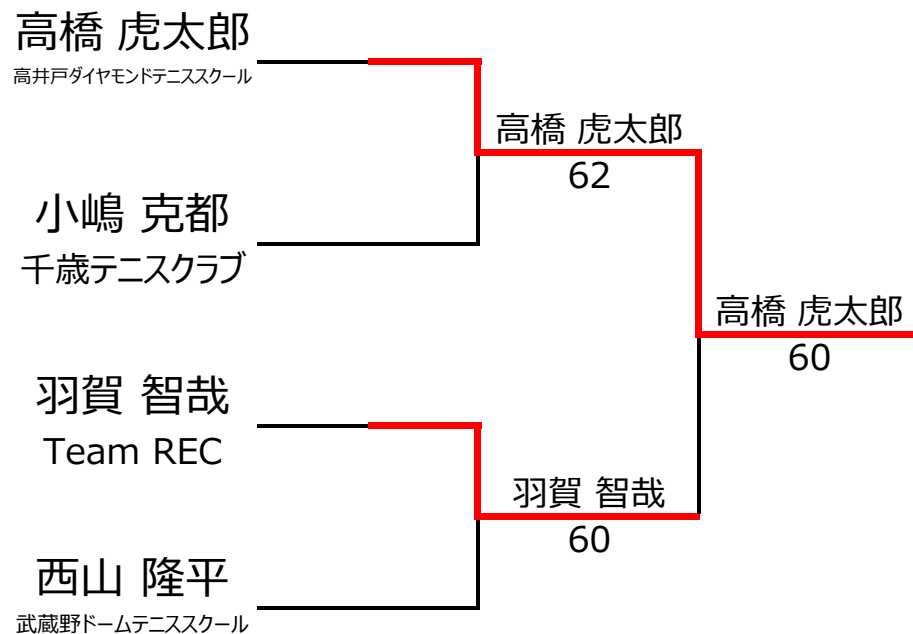 高橋 虎太郎
高井戸ダイヤモンドテニススクール
高橋 虎太郎
62
小嶋 克都
千歳テニスクラブ
高橋 虎太郎
60
羽賀 智哉
Team REC
羽賀 智哉
60
西山 隆平
武蔵野ドームテニススクール